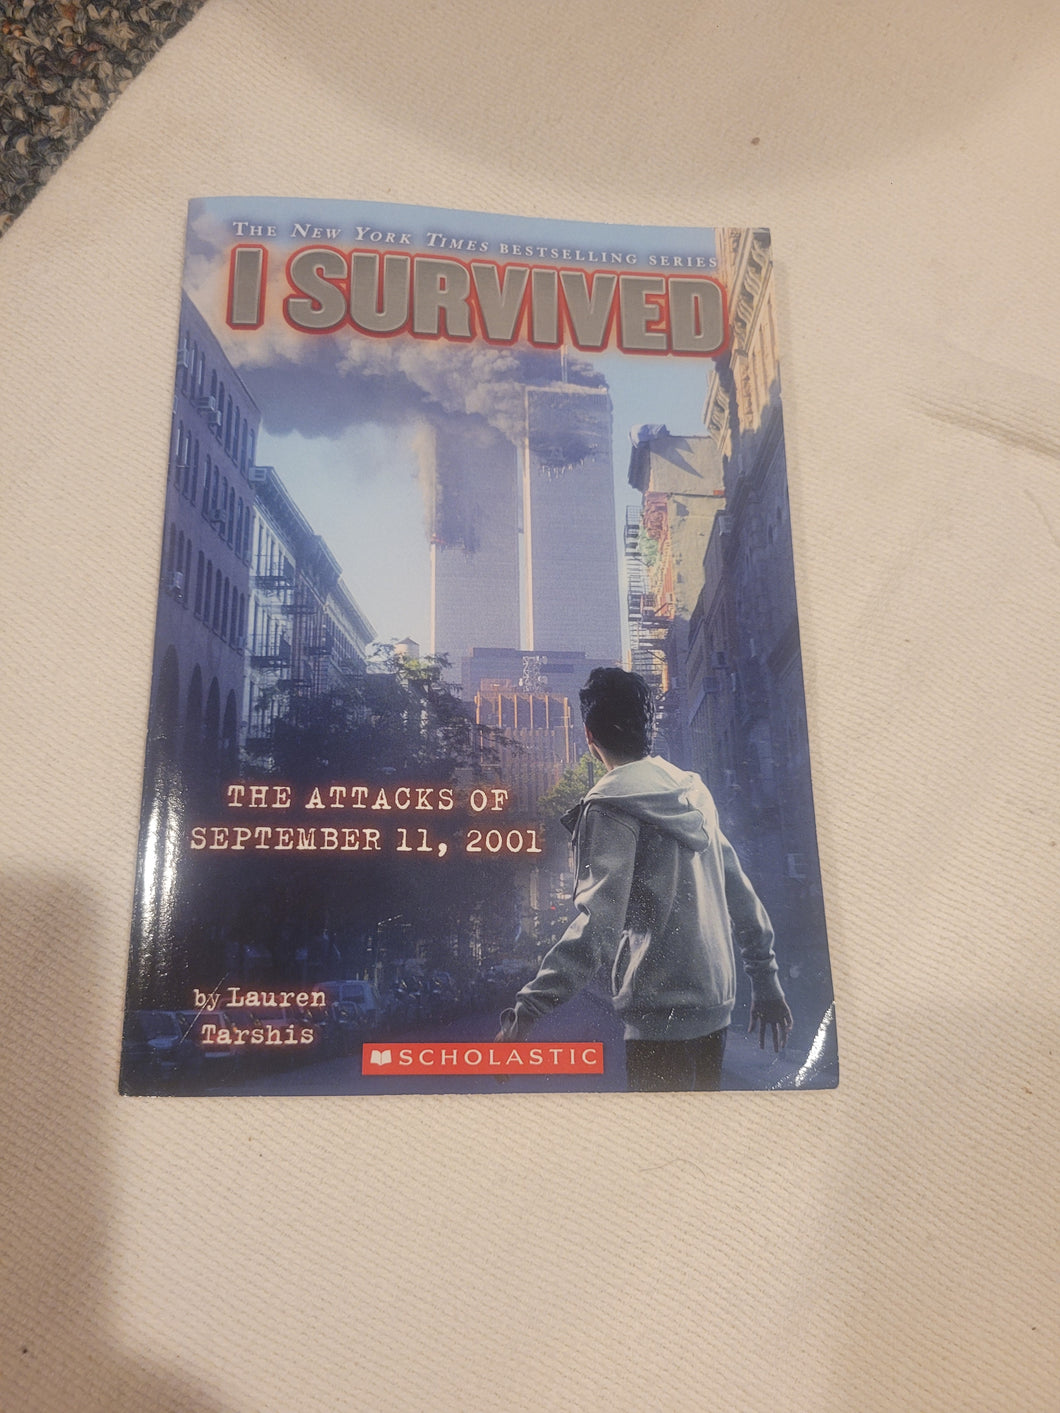 THE NEW YORK TIMES BESTSELLING SERIES
I SURVIVED
THE ATTACKS OF
SEPTEMBER 11, 2001
by Lauren
Tarshis
SCHOLASTIC